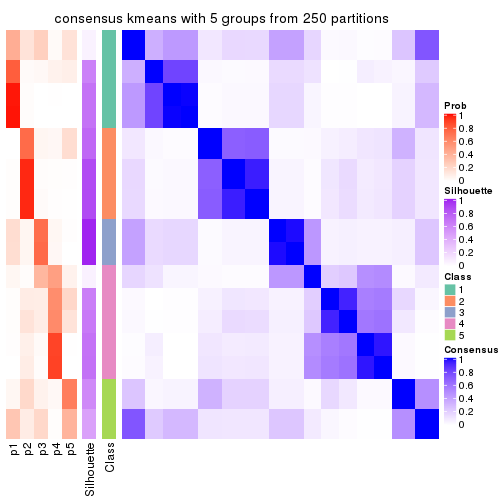 consensus kmeans with 5 groups from 250 partitions
Prob
1
0.8
0.6
0.4
0.2
0
Silhouette
1
0.8
0.6
0.4
0.2
0
Class
1
2
3
4
5
Consensus
1
0.8
0.6
0.4
0.2
0
p1
p2
p3
p4
p5
Silhouette
Class